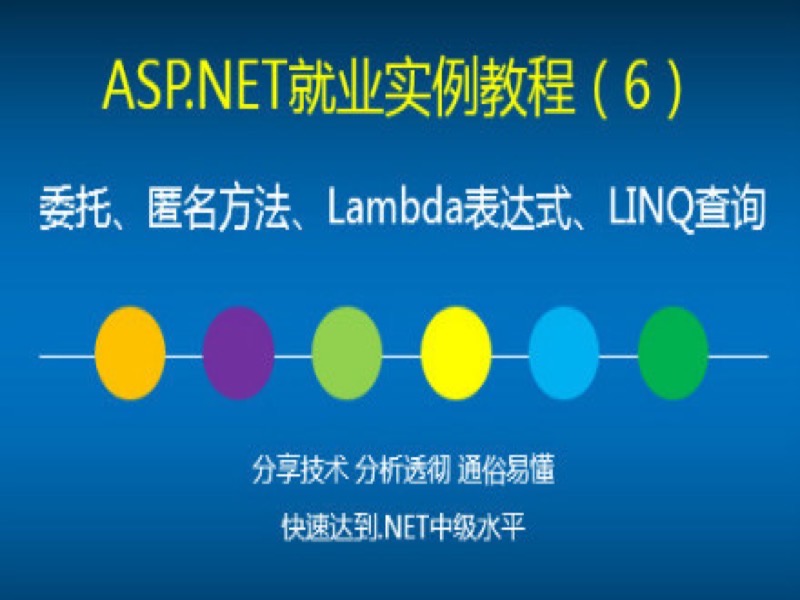 ASP.NET就业实例教程（6）
委托、匿名方法、Lambda表达式、LINQ查询
分享技术 分析透彻 通俗易懂
快速达到.NET中级水平